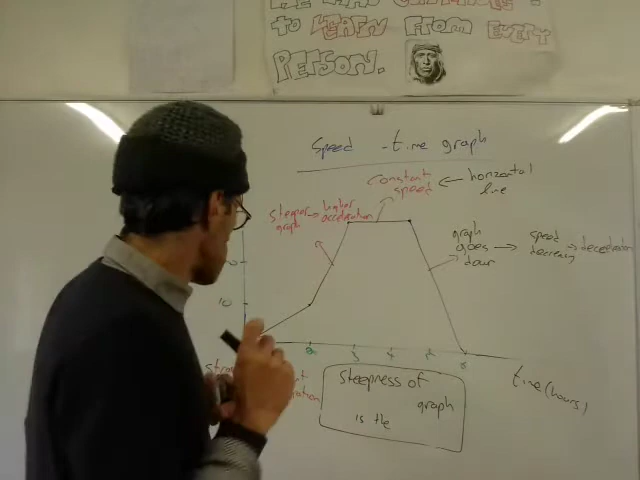 to LEARN FROM EVERY
PERSON.
Speed - time graph
constant
speed
horizontal
line
Steeper
graph
higher
acceleration
graph
goes
down
speed
decreasing
deceleration
10
2
3
4
time (hours)
steepness of
graph
is the